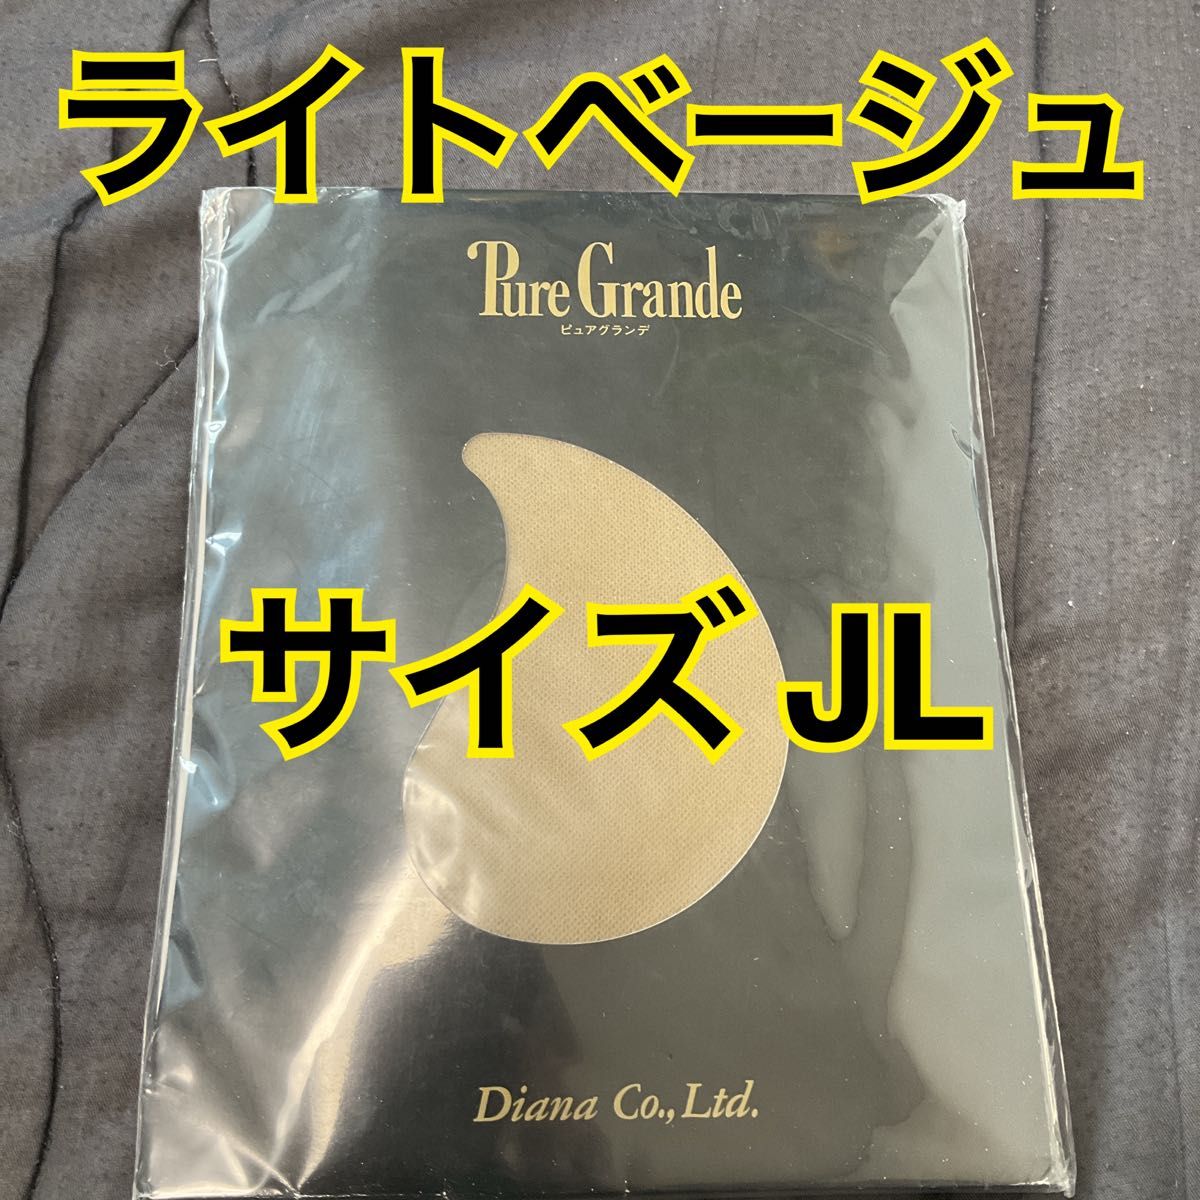 ライトベージュ
Pure Grande
ピュアグランデ
サイズ JL
Diana Co., Ltd.